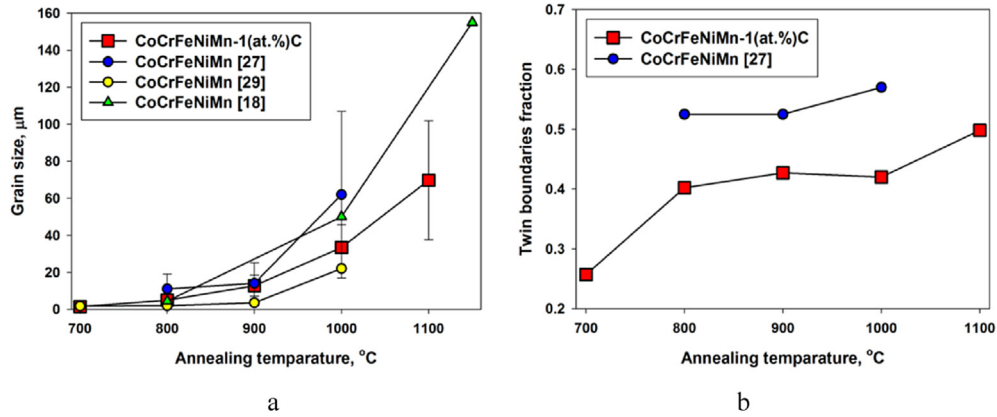 160
140
120
100
80
60
40
20
0
Grain size, μm
CoCrFeNiMn-1(at.%)C
CoCrFeNiMn [27]
CoCrFeNiMn [29]
CoCrFeNiMn [18]
700 800 900 1000 1100
Annealing temparature, °C
a
0.7
0.6
0.5
0.4
0.3
0.2
Twin boundaries fraction
CoCrFeNiMn-1(at.%)C
CoCrFeNiMn [27]
700 800 900 1000 1100
Annealing temparature, °C
b